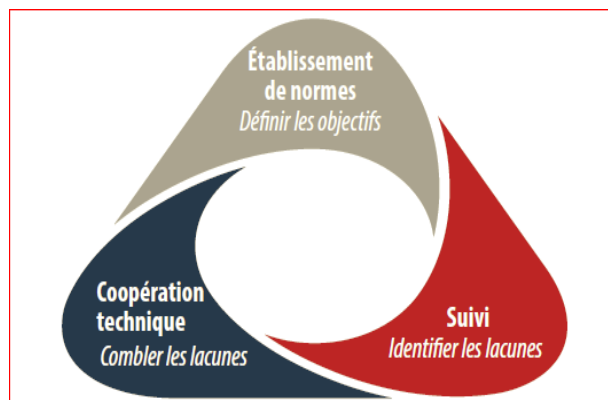 Établissement
de normes
Définir les objectifs
Coopération
technique
Combler les lacunes
Suivi
Identifier les lacunes